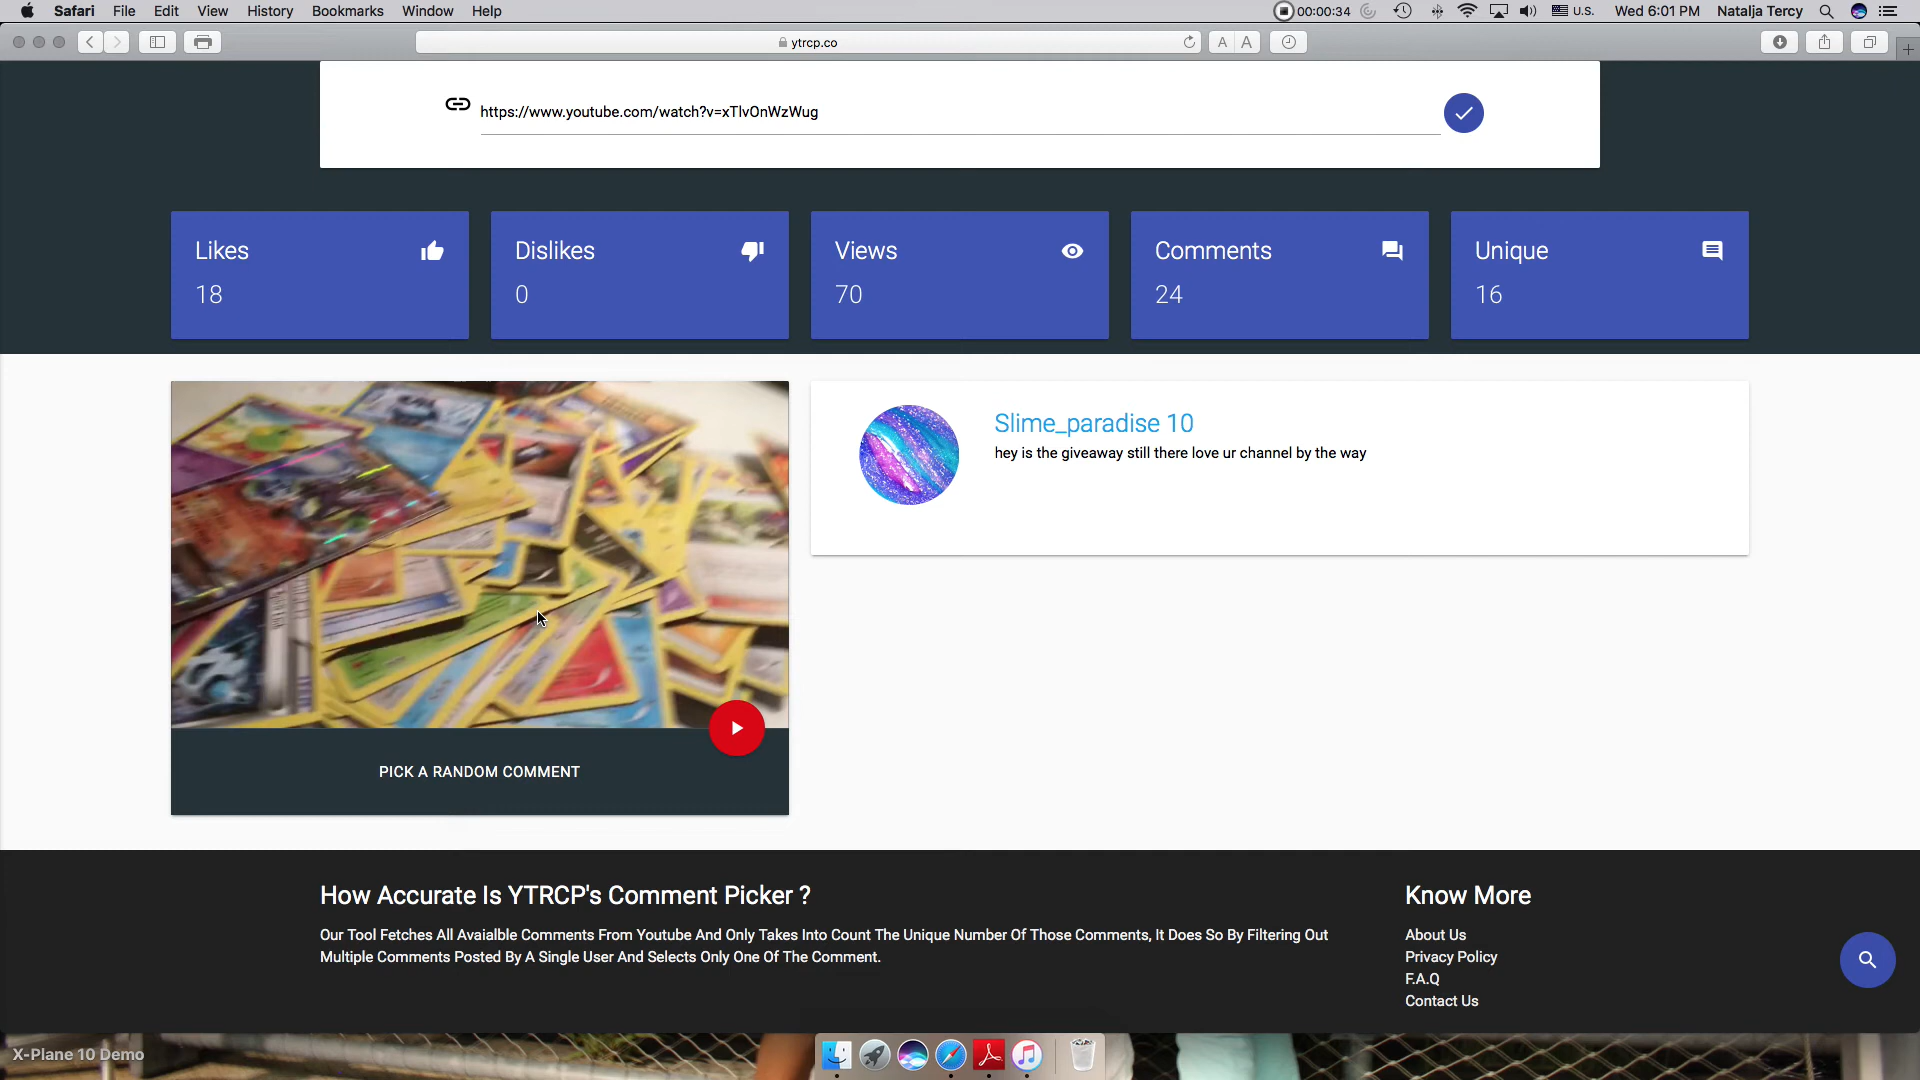 Safari File Edit View History Bookmarks Window Help 00:00:34 U.S. Wed 6:01 PM Natalja Tercy
ytrcp.co A A
https://www.youtube.com/watch?v=xTlvOnWzWug
Likes
18
Dislikes
0
Views
70
Comments
24
Unique
16
Slime_paradise 10
hey is the giveaway still there love ur channel by the way
PICK A RANDOM COMMENT
How Accurate Is YTRCP's Comment Picker ?
Our Tool Fetches All Avaialble Comments From Youtube And Only Takes Into Count The Unique Number Of Those Comments, It Does So By Filtering Out
Multiple Comments Posted By A Single User And Selects Only One Of The Comment.
Know More
About Us
Privacy Policy
F.A.Q
Contact Us
X-Plane 10 Demo